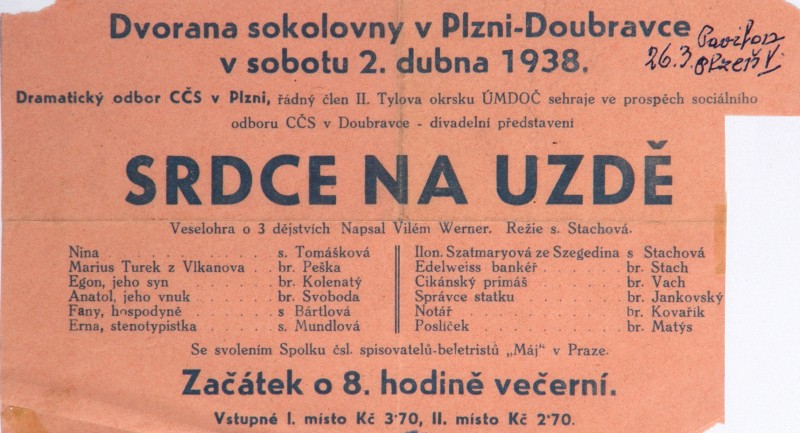 Dvorana sokolovny v Plzni-Doubravce
v sobotu 2. dubna 1938.
26.3. Pavilon
Plzeň V.
Dramatický odbor CČS v Plzni, řádný člen II. Tylova okrsku ÚMDOČ sehraje ve prospěch sociálního
odboru CČS v Doubravce - divadelní představení
SRDCE NA UZDĚ
Veselohra o 3 dějstvích Napsal Vilém Werner. Režie s. Stachová.
Nina . . . . . . . . s. Tomášková
Marius Turek z Vlkanova . . br. Peška
Egon, jeho syn . . . . br. Kolenatý
Anatol, jeho vnuk . . . . br. Svoboda
Fany, hospodyně . . . . s Bártlová
Erna, stenotypistka . . . . s. Mundlová
Ilon. Szatmaryová ze Szegedina s Stachová
Edelweiss bankéř . . . . . br. Stach
Cikánský primáš . . . . . br. Vach
Správce statku . . . . . br. Jankovský
Notář . . . . . . . . br. Kovařík
Poslíček . . . . . . . br. Matýs
Se svolením Spolku čsl. spisovatelů-beletristů „Máj" v Praze.
Začátek o 8. hodině večerní.
Vstupné I. místo Kč 3·70, II. místo Kč 2·70.